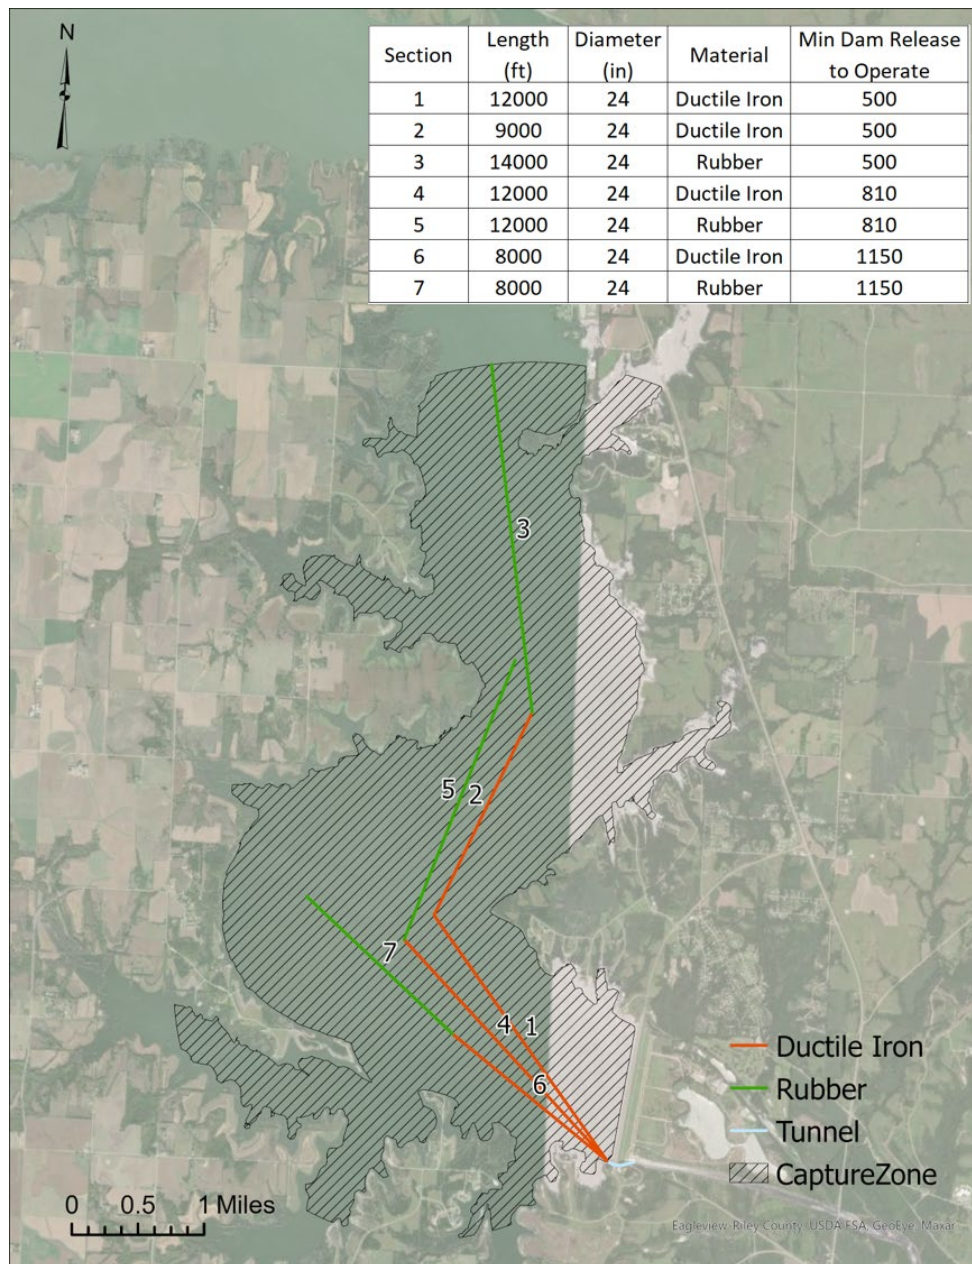 N
Section Length (ft) Diameter (in) Material Min Dam Release to Operate
1 12000 24 Ductile Iron 500
2 9000 24 Ductile Iron 500
3 14000 24 Rubber 500
4 12000 24 Ductile Iron 810
5 12000 24 Rubber 810
6 8000 24 Ductile Iron 1150
7 8000 24 Rubber 1150
3
5 2
7
4 1
6
Ductile Iron
Rubber
Tunnel
CaptureZone
0 0.5 1 Miles
Eagleview, Riley County, USDA FSA, GeoEye, Maxar